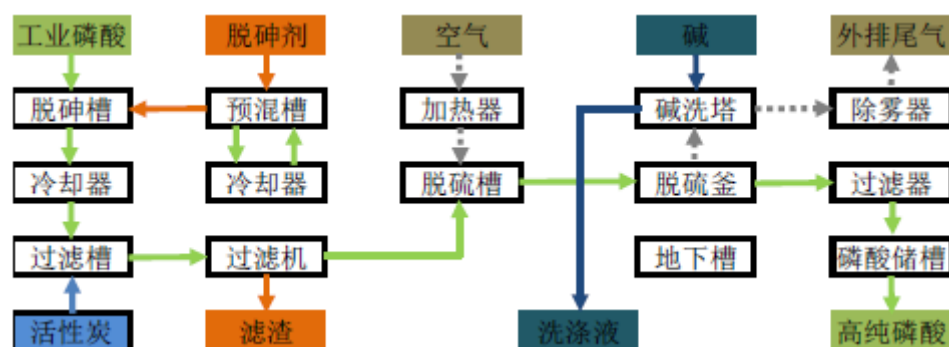 工业磷酸 脱砷剂 空气 碱 外排尾气
脱砷槽 预混槽 加热器 碱洗塔 除雾器
冷却器 冷却器 脱硫槽 脱硫釜 过滤器
过滤槽 过滤机 地下槽 磷酸储槽
活性炭 滤渣 洗涤液 高纯磷酸